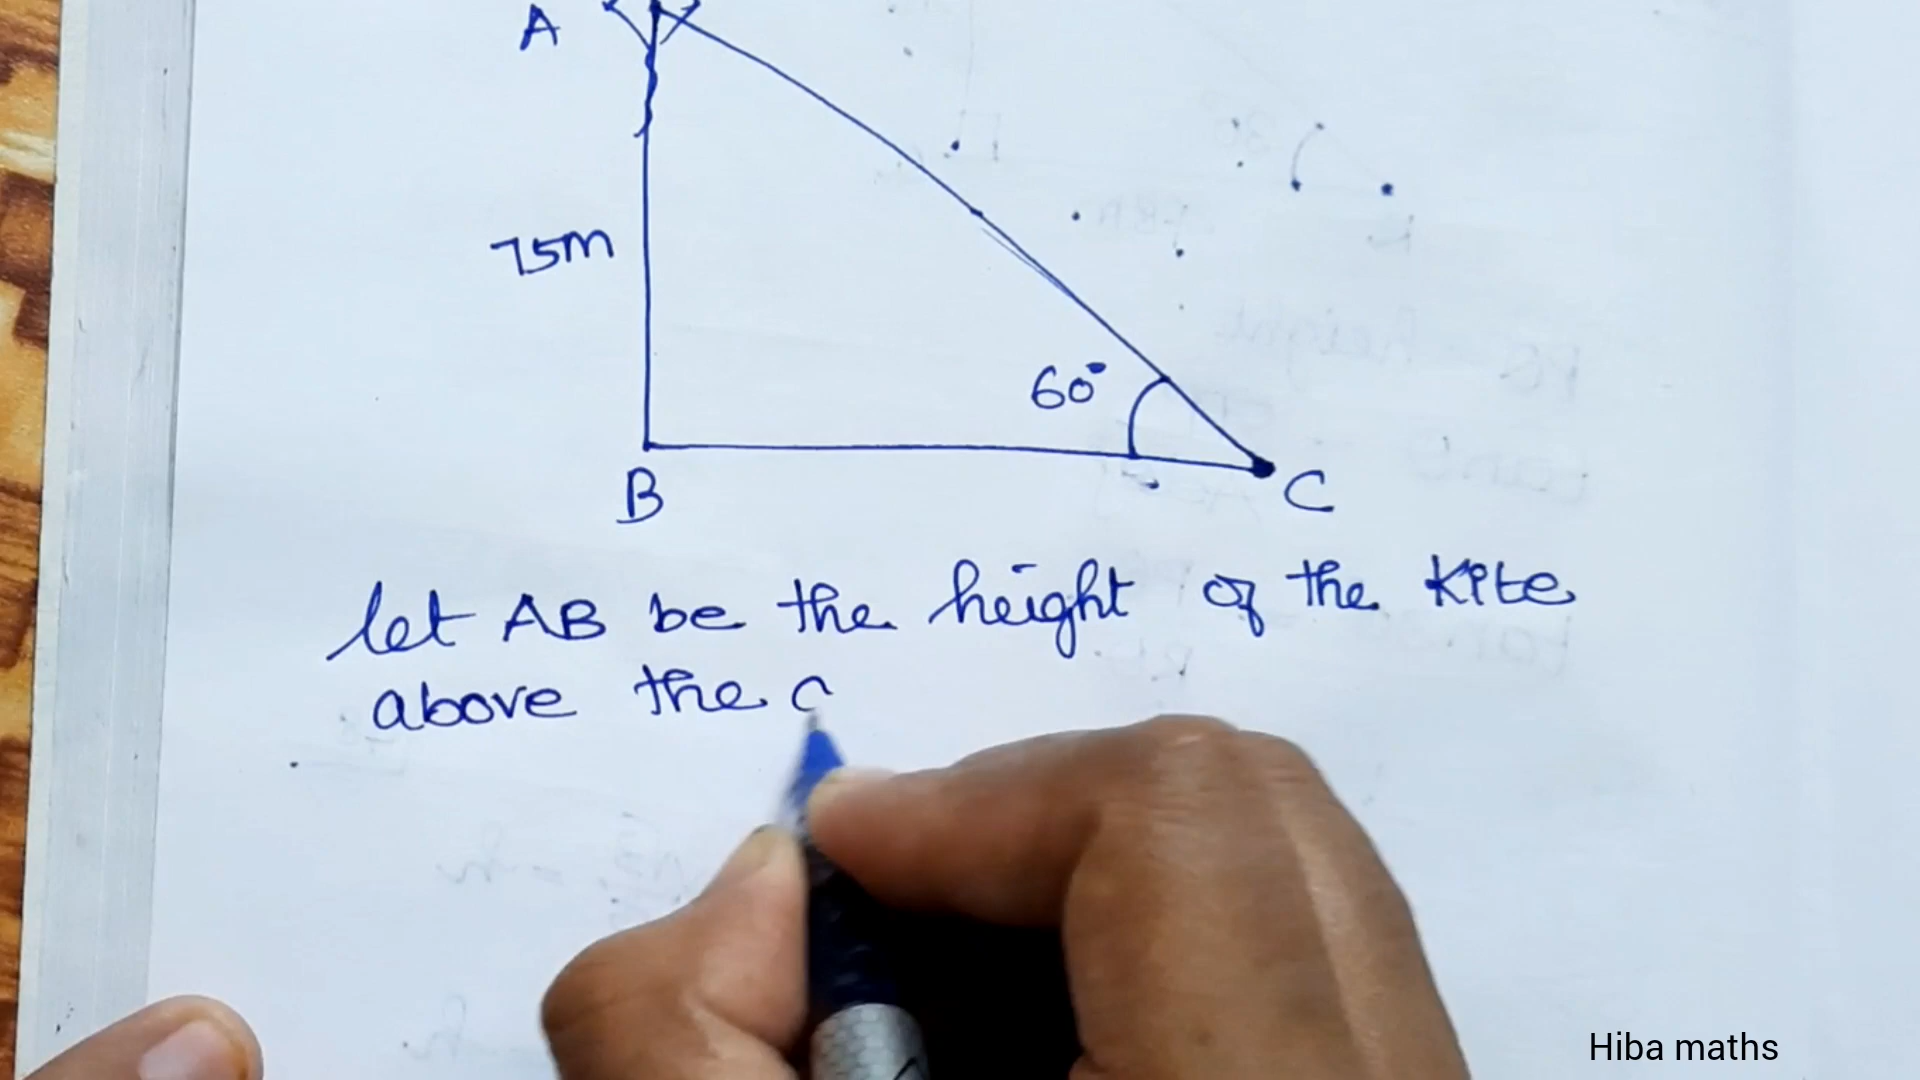 A
75m
60°
B
C
let AB be the height of the kite
above the
Hiba maths